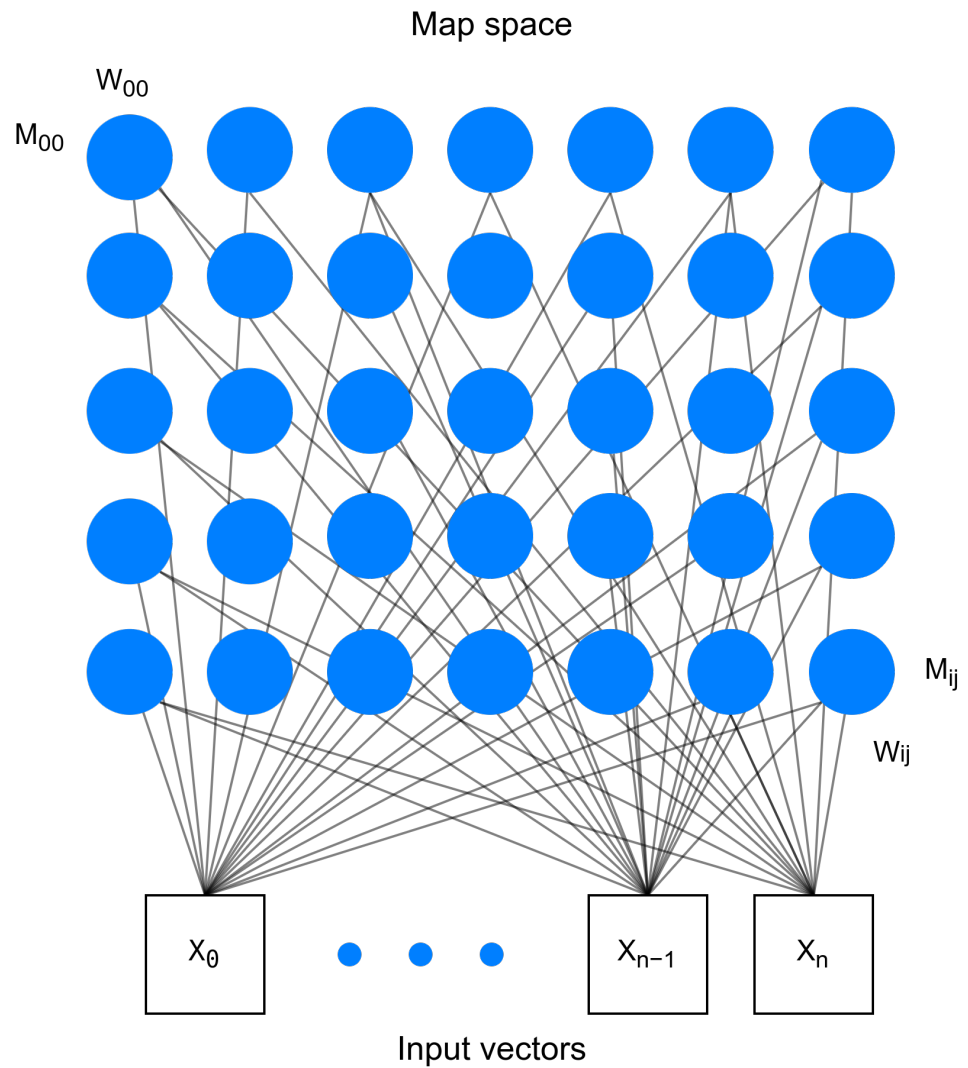 Map space
W₀₀
M₀₀
Mᵢⱼ
Wij
X₀
Xₙ₋₁
Xₙ
Input vectors